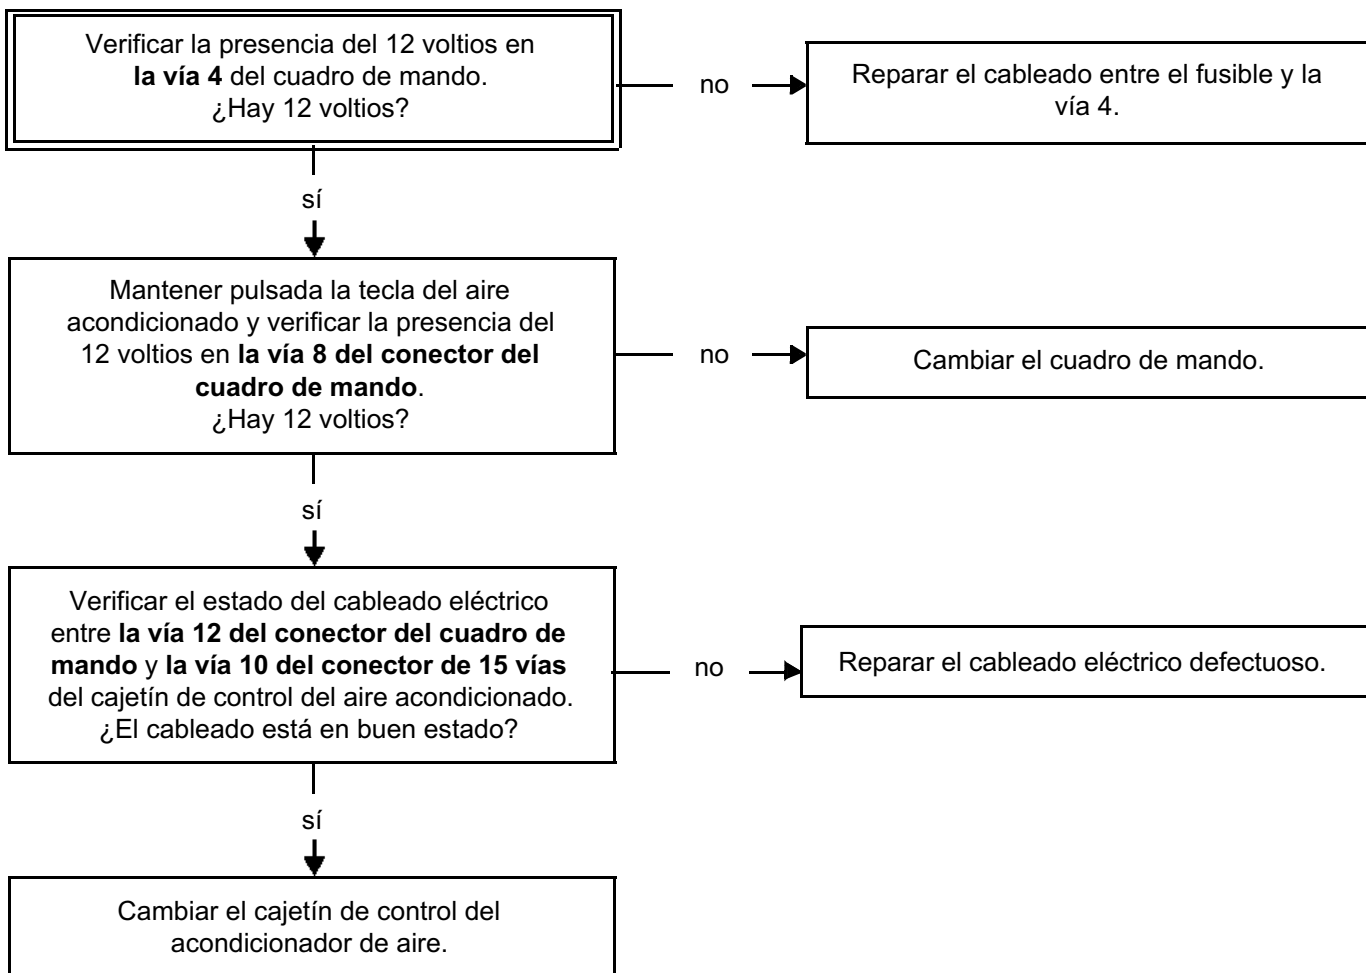 Verificar la presencia del 12 voltios en
la vía 4 del cuadro de mando.
¿Hay 12 voltios?
no
Reparar el cableado entre el fusible y la
vía 4.
sí
Mantener pulsada la tecla del aire
acondicionado y verificar la presencia del
12 voltios en la vía 8 del conector del
cuadro de mando.
¿Hay 12 voltios?
no
Cambiar el cuadro de mando.
sí
Verificar el estado del cableado eléctrico
entre la vía 12 del conector del cuadro de
mando y la vía 10 del conector de 15 vías
del cajetín de control del aire acondicionado.
¿El cableado está en buen estado?
no
Reparar el cableado eléctrico defectuoso.
sí
Cambiar el cajetín de control del
acondicionador de aire.